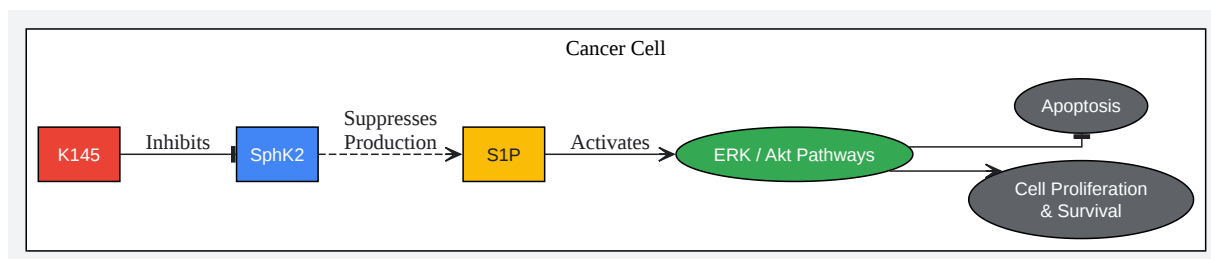 Cancer Cell
K145
Inhibits
SphK2
Suppresses
Production
S1P
Activates
ERK / Akt Pathways
Apoptosis
Cell Proliferation
& Survival